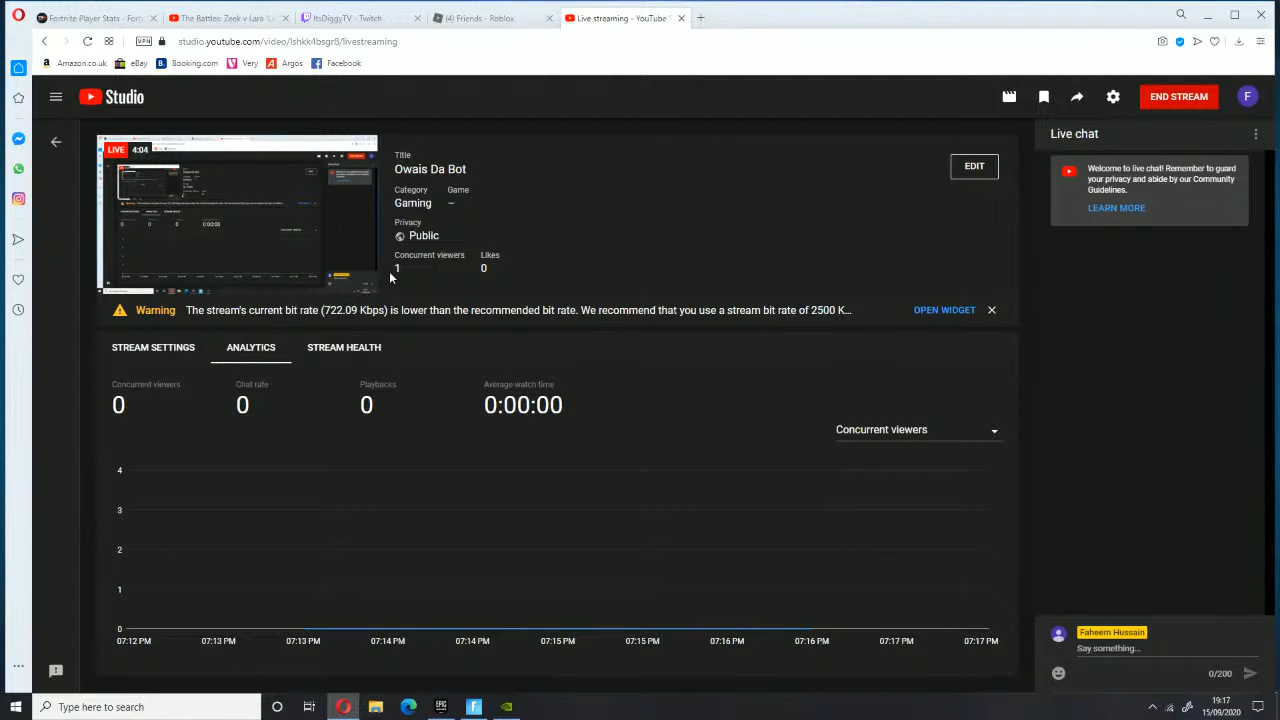 Fortnite Player Stats - Fort
The Battles: Zeek v Lara 'L
ItsDiggyTV - Twitch
(4) Friends - Roblox
Live streaming - YouTube
VPN
studio.youtube.com/video/Ishkk4bsgr8/livestreaming
Amazon.co.uk
eBay
Booking.com
Very
Argos
Facebook
Studio
END STREAM
F
LIVE 4:04
Title
Owais Da Bot
Category Game
Gaming –
Privacy
Public
Concurrent viewers Likes
1 0
EDIT
Live chat
Welcome to live chat! Remember to guard
your privacy and abide by our Community
Guidelines.
LEARN MORE
Warning The stream's current bit rate (722.09 Kbps) is lower than the recommended bit rate. We recommend that you use a stream bit rate of 2500 K...
OPEN WIDGET
STREAM SETTINGS ANALYTICS STREAM HEALTH
Concurrent viewers Chat rate Playbacks Average watch time
0 0 0 0:00:00
Concurrent viewers
4
3
2
1
0
07:12 PM 07:13 PM 07:13 PM 07:14 PM 07:14 PM 07:15 PM 07:15 PM 07:16 PM 07:16 PM 07:17 PM 07:17 PM
Faheem Hussain
Say something...
0/200
Type here to search
EPIC
19:17
15/09/2020